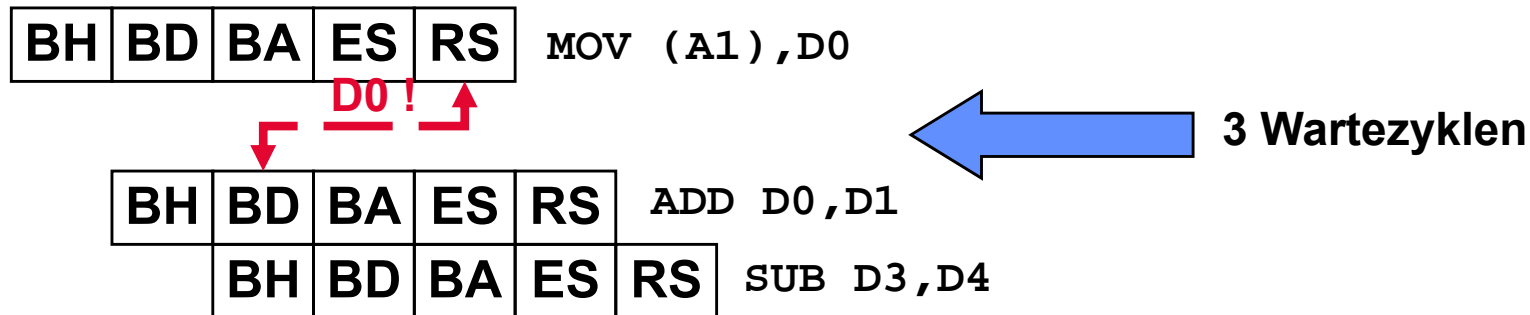 BH BD BA ES RS MOV (A1),D0
D0 !
3 Wartezyklen
BH BD BA ES RS ADD D0,D1
BH BD BA ES RS SUB D3,D4